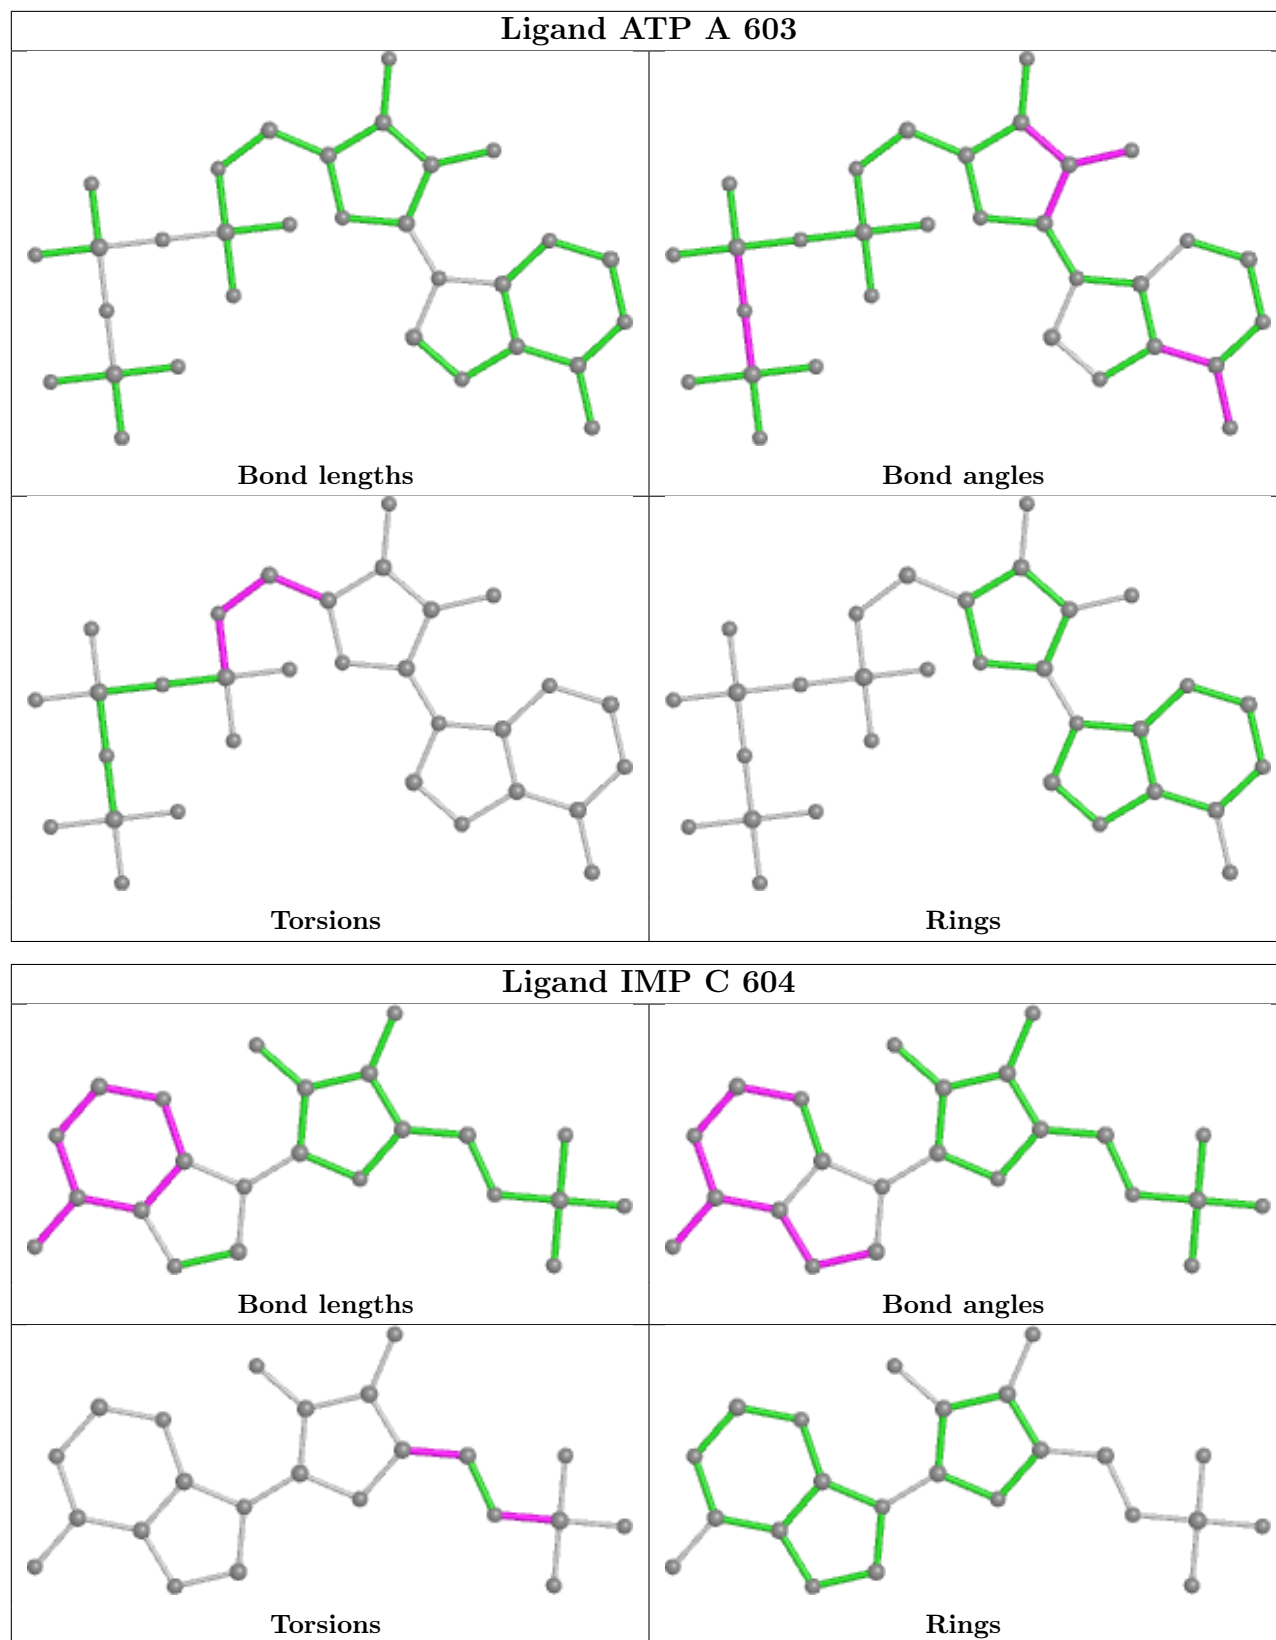 Ligand ATP A 603
Bond lengths
Bond angles
Torsions
Rings
Ligand IMP C 604
Bond lengths
Bond angles
Torsions
Rings